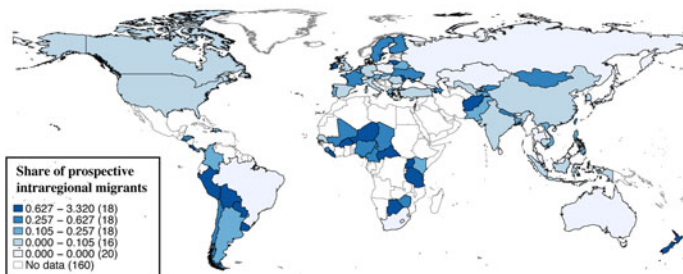 Share of prospective
intraregional migrants
0.627 – 3.320 (18)
0.257 – 0.627 (18)
0.105 – 0.257 (18)
0.000 – 0.105 (16)
0.000 – 0.000 (20)
No data (160)